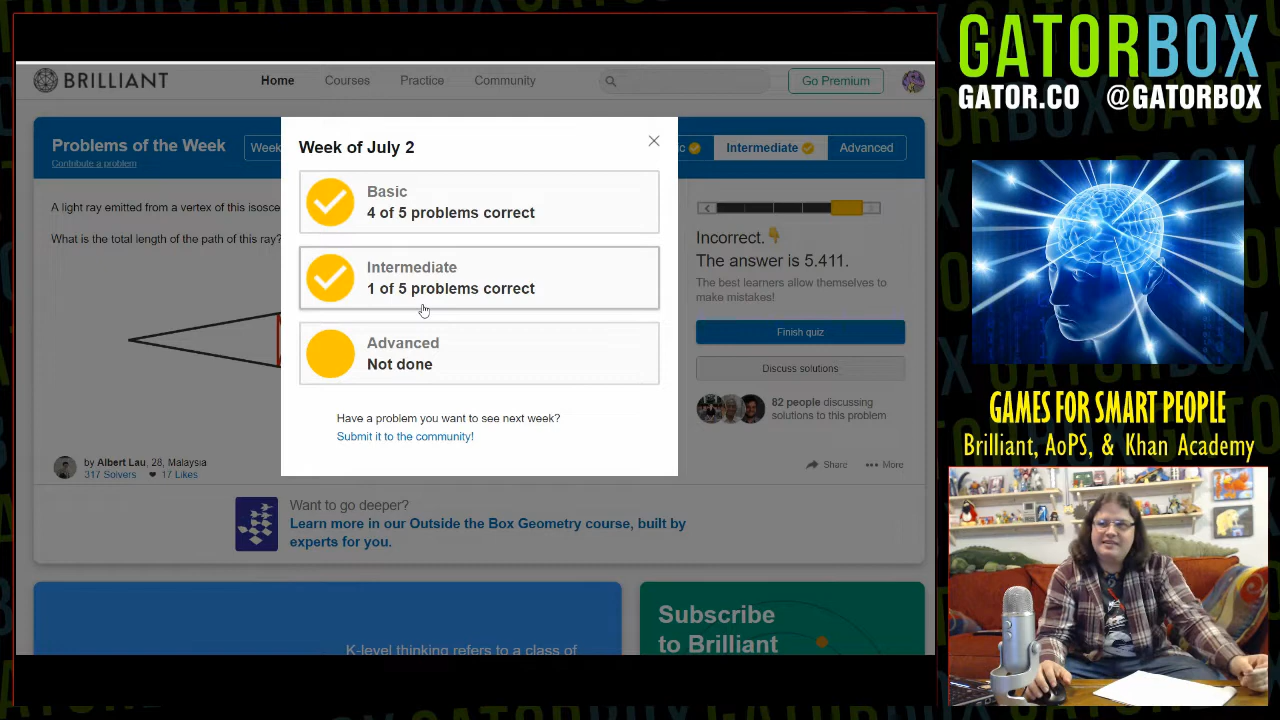 BRILLIANT
Home
Courses
Practice
Community
Go Premium
GATORBOX
GATOR.CO @GATORBOX
Problems of the Week
Contribute a problem
Week
Intermediate
Advanced
A light ray emitted from a vertex of this isosce
What is the total length of the path of this ray?
Week of July 2
Basic
4 of 5 problems correct
Intermediate
1 of 5 problems correct
Advanced
Not done
Have a problem you want to see next week?
Submit it to the community!
Incorrect.
The answer is 5.411.
The best learners allow themselves to
make mistakes!
Finish quiz
Discuss solutions
82 people discussing
solutions to this problem
by Albert Lau, 28, Malaysia
317 Solvers
17 Likes
Share
More
Want to go deeper?
Learn more in our Outside the Box Geometry course, built by
experts for you.
K-level thinking refers to a class of
Subscribe
to Brilliant
GAMES FOR SMART PEOPLE
Brilliant, AoPS, & Khan Academy